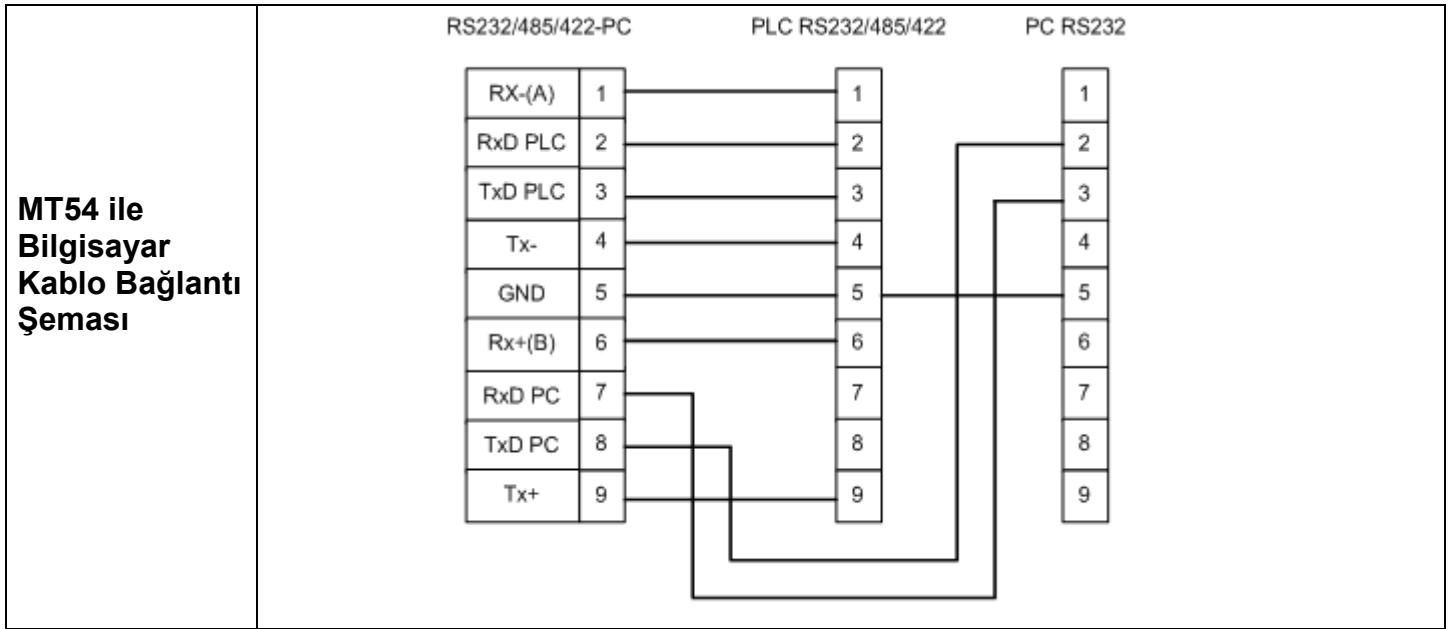 MT54 ile
Bilgisayar
Kablo Bağlantı
Şeması
RS232/485/422-PC PLC RS232/485/422 PC RS232
RX-(A) 1 1 1
RxD PLC 2 2 2
TxD PLC 3 3 3
Tx- 4 4 4
GND 5 5 5
Rx+(B) 6 6 6
RxD PC 7 7 7
TxD PC 8 8 8
Tx+ 9 9 9